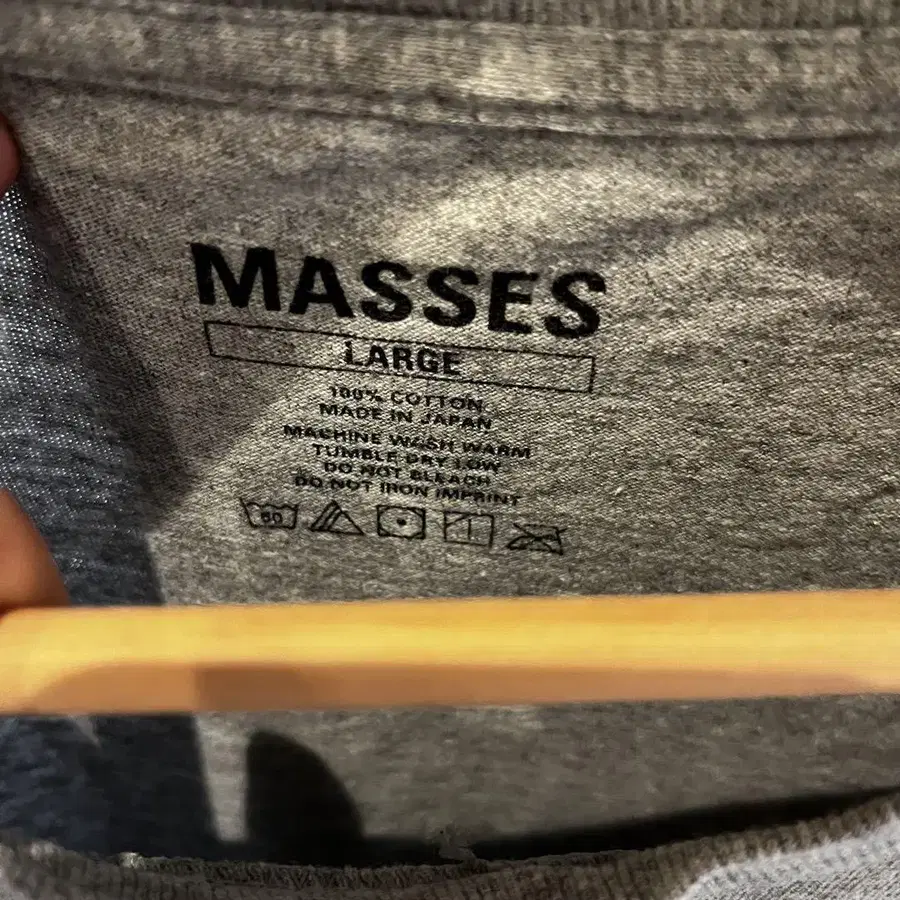 MASSES
LARGE
100% COTTON
MADE IN JAPAN
MACHINE WASH WARM
TUMBLE DRY LOW
DO NOT BLEACH
DO NOT IRON IMPRINT